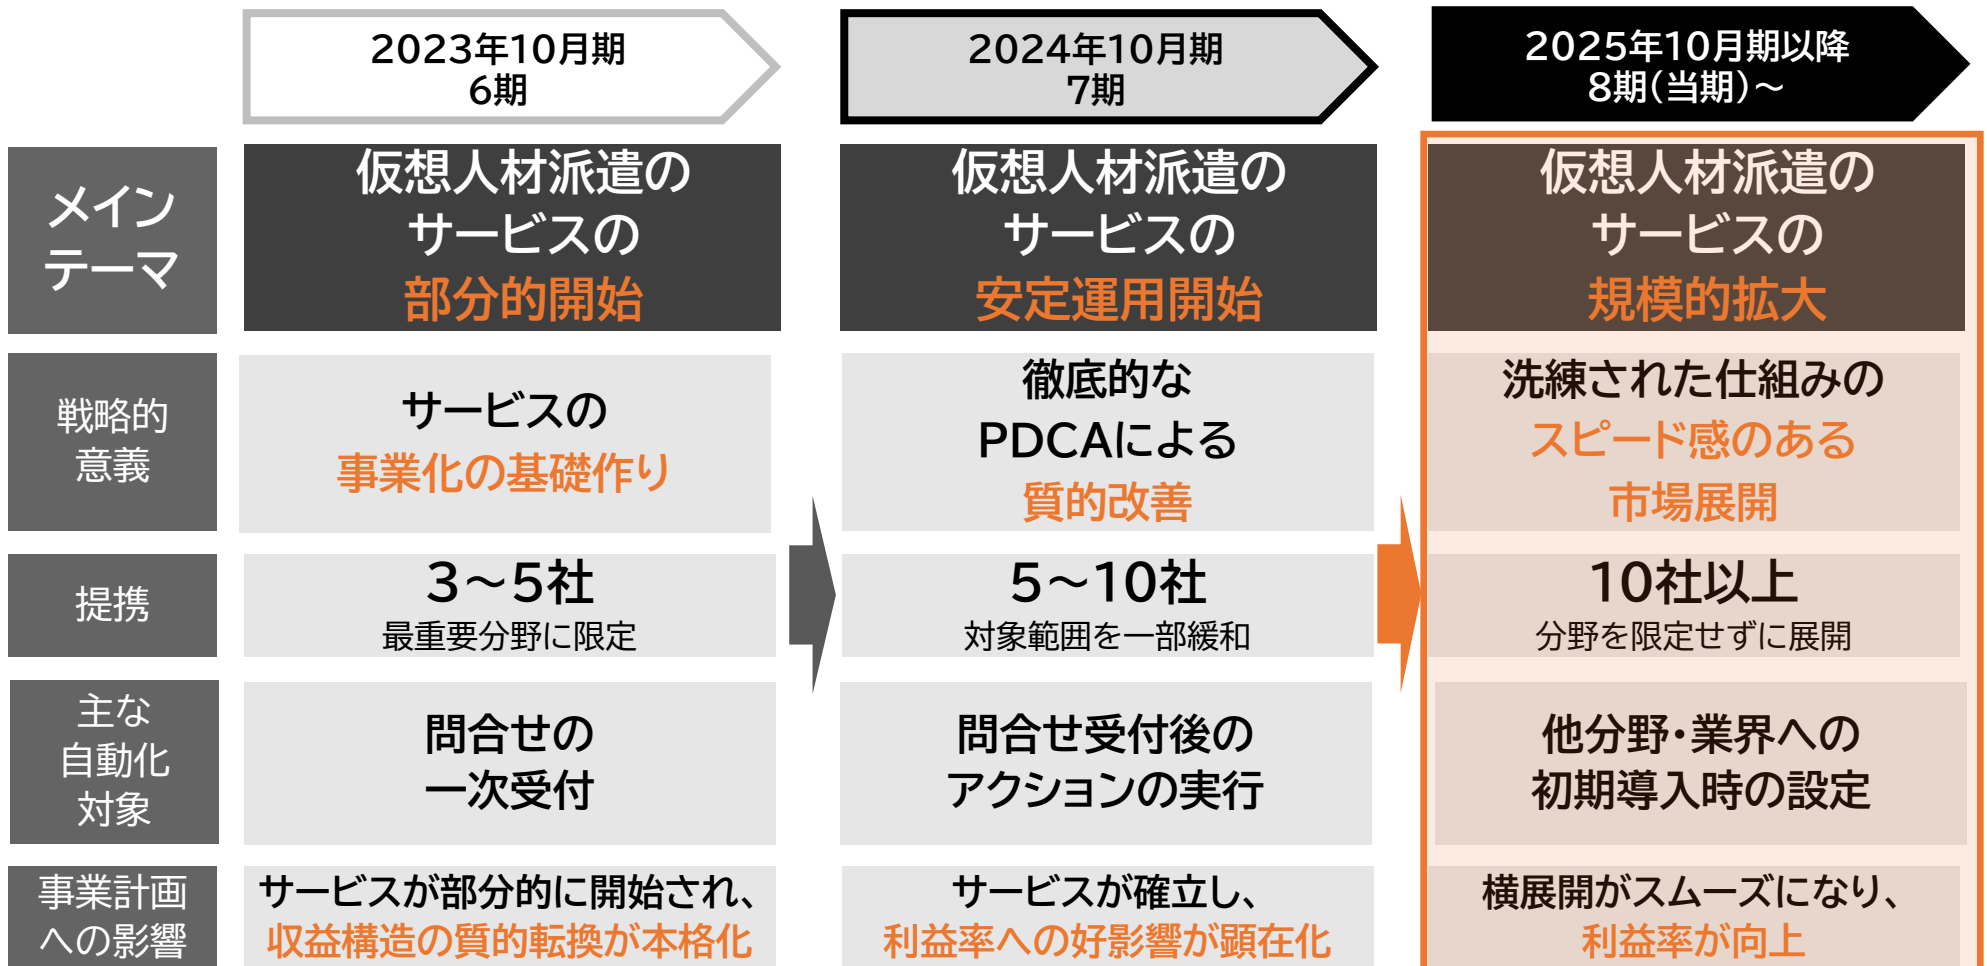 2023年10月期
6期
2024年10月期
7期
2025年10月期以降
8期(当期)～
メイン
テーマ
仮想人材派遣の
サービスの
部分的開始
仮想人材派遣の
サービスの
安定運用開始
仮想人材派遣の
サービスの
規模的拡大
戦略的
意義
サービスの
事業化の基礎作り
徹底的な
PDCAによる
質的改善
洗練された仕組みの
スピード感のある
市場展開
提携
3～5社
最重要分野に限定
5～10社
対象範囲を一部緩和
10社以上
分野を限定せずに展開
主な
自動化
対象
問合せの
一次受付
問合せ受付後の
アクションの実行
他分野・業界への
初期導入時の設定
事業計画
への影響
サービスが部分的に開始され、
収益構造の質的転換が本格化
サービスが確立し、
利益率への好影響が顕在化
横展開がスムーズになり、
利益率が向上